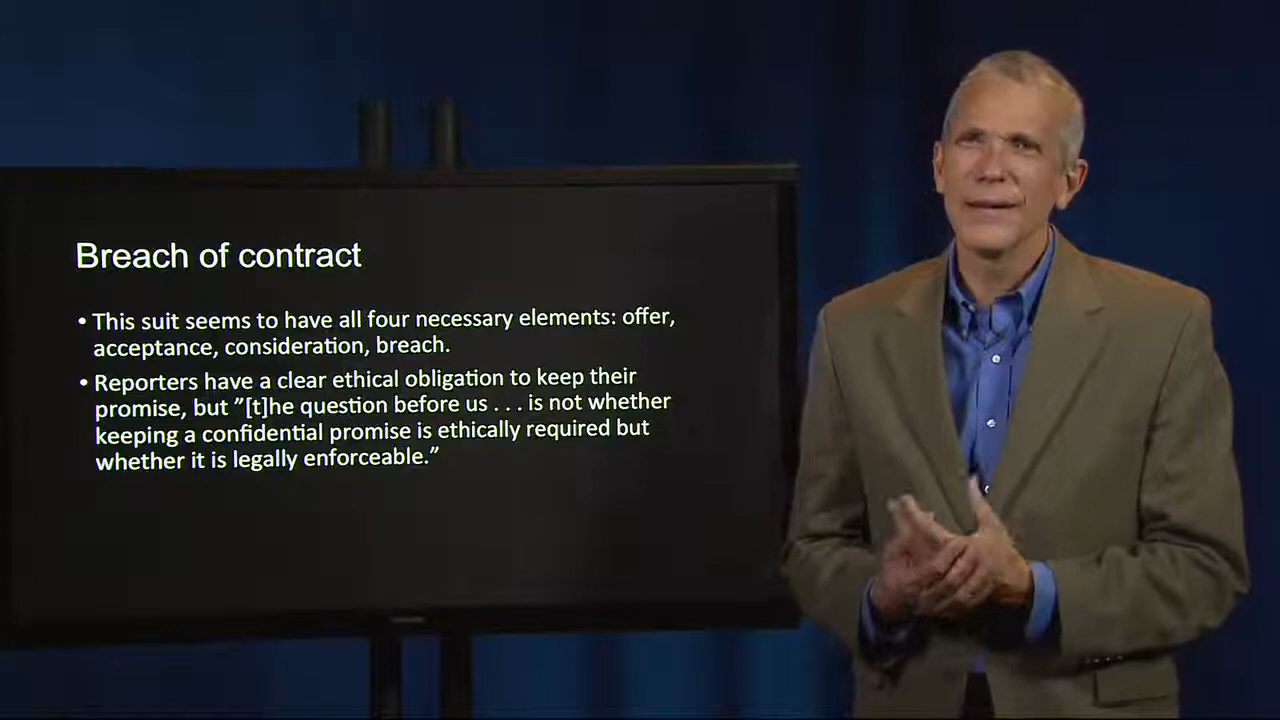 Breach of contract
• This suit seems to have all four necessary elements: offer,
acceptance, consideration, breach.
• Reporters have a clear ethical obligation to keep their
promise, but ”[t]he question before us . . . is not whether
keeping a confidential promise is ethically required but
whether it is legally enforceable.”